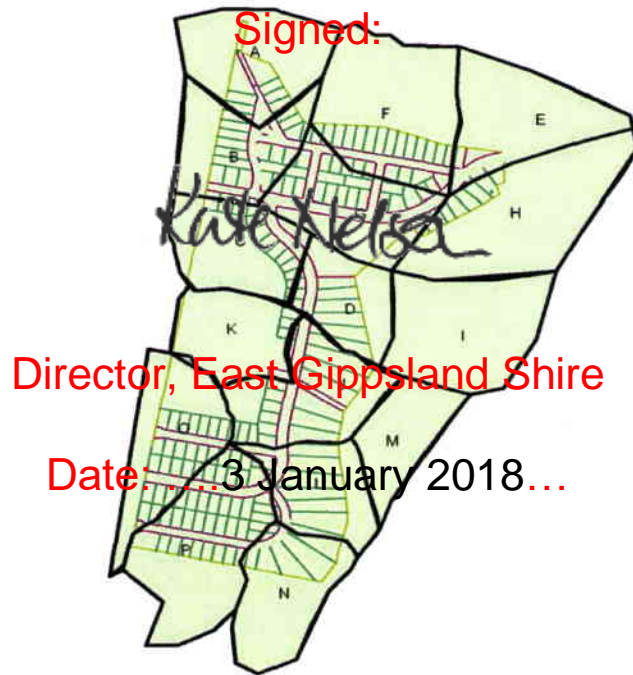 Signed:
A
F
E
B
H
Kate Nelson
D
K
I
Director, East Gippsland Shire
M
O
Date: .....3 January 2018...
P
N